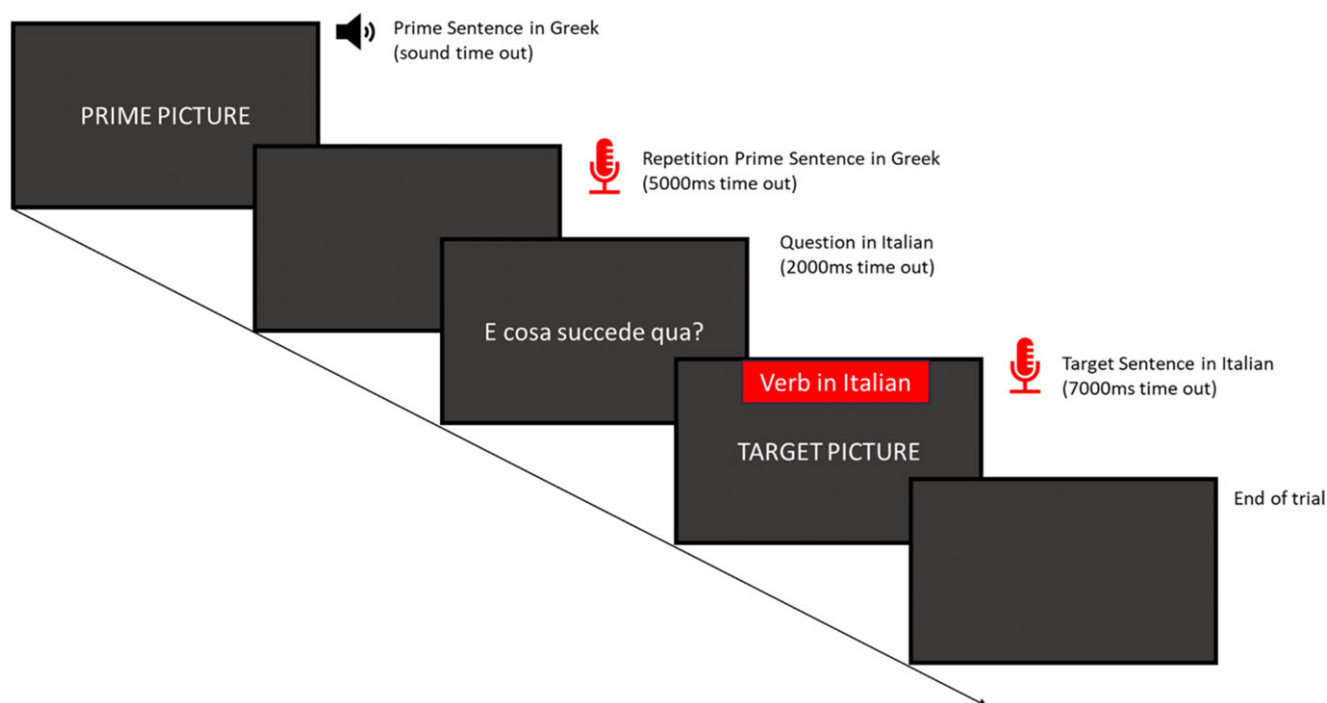 Prime Sentence in Greek
(sound time out)
PRIME PICTURE
Repetition Prime Sentence in Greek
(5000ms time out)
Question in Italian
(2000ms time out)
E cosa succede qua?
Target Sentence in Italian
(7000ms time out)
Verb in Italian
TARGET PICTURE
End of trial